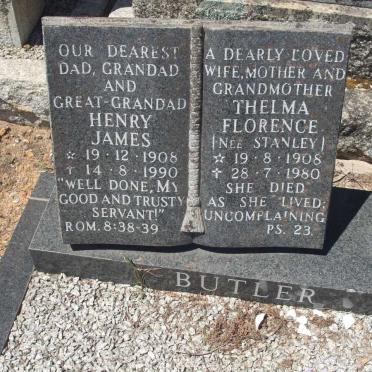 OUR DEAREST
DAD, GRANDAD
AND
GREAT-GRANDAD
HENRY
JAMES
☆ 19·12·1908
✝ 14·8·1990
"WELL DONE, MY
GOOD AND TRUSTY
SERVANT!"
ROM. 8:38-39
A DEARLY LOVED
WIFE, MOTHER AND
GRANDMOTHER
THELMA
FLORENCE
(NÉE STANLEY)
☆ 19·8·1908
✝ 28·7·1980
SHE DIED
AS SHE LIVED,
UNCOMPLAINING
PS. 23.
BUTLER